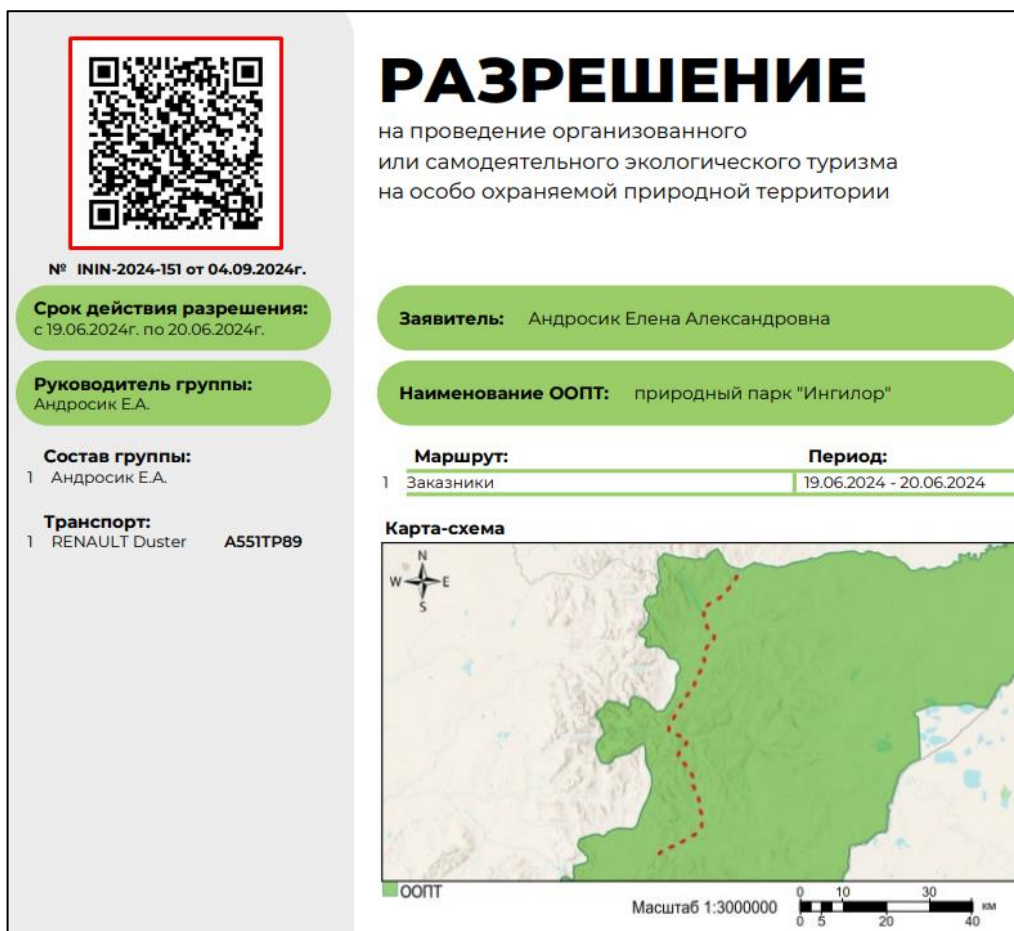 № ININ-2024-151 от 04.09.2024г.
Срок действия разрешения:
с 19.06.2024г. по 20.06.2024г.
Руководитель группы:
Андросик Е.А.
Состав группы:
1 Андросик Е.А.
Транспорт:
1 RENAULT Duster А551ТР89
РАЗРЕШЕНИЕ
на проведение организованного
или самодеятельного экологического туризма
на особо охраняемой природной территории
Заявитель: Андросик Елена Александровна
Наименование ООПТ: природный парк "Ингилор"
Маршрут: Период:
1 Заказники 19.06.2024 - 20.06.2024
Карта-схема
N
W E
S
ООПТ
Масштаб 1:3000000
0 10 30
км
0 5 20 40